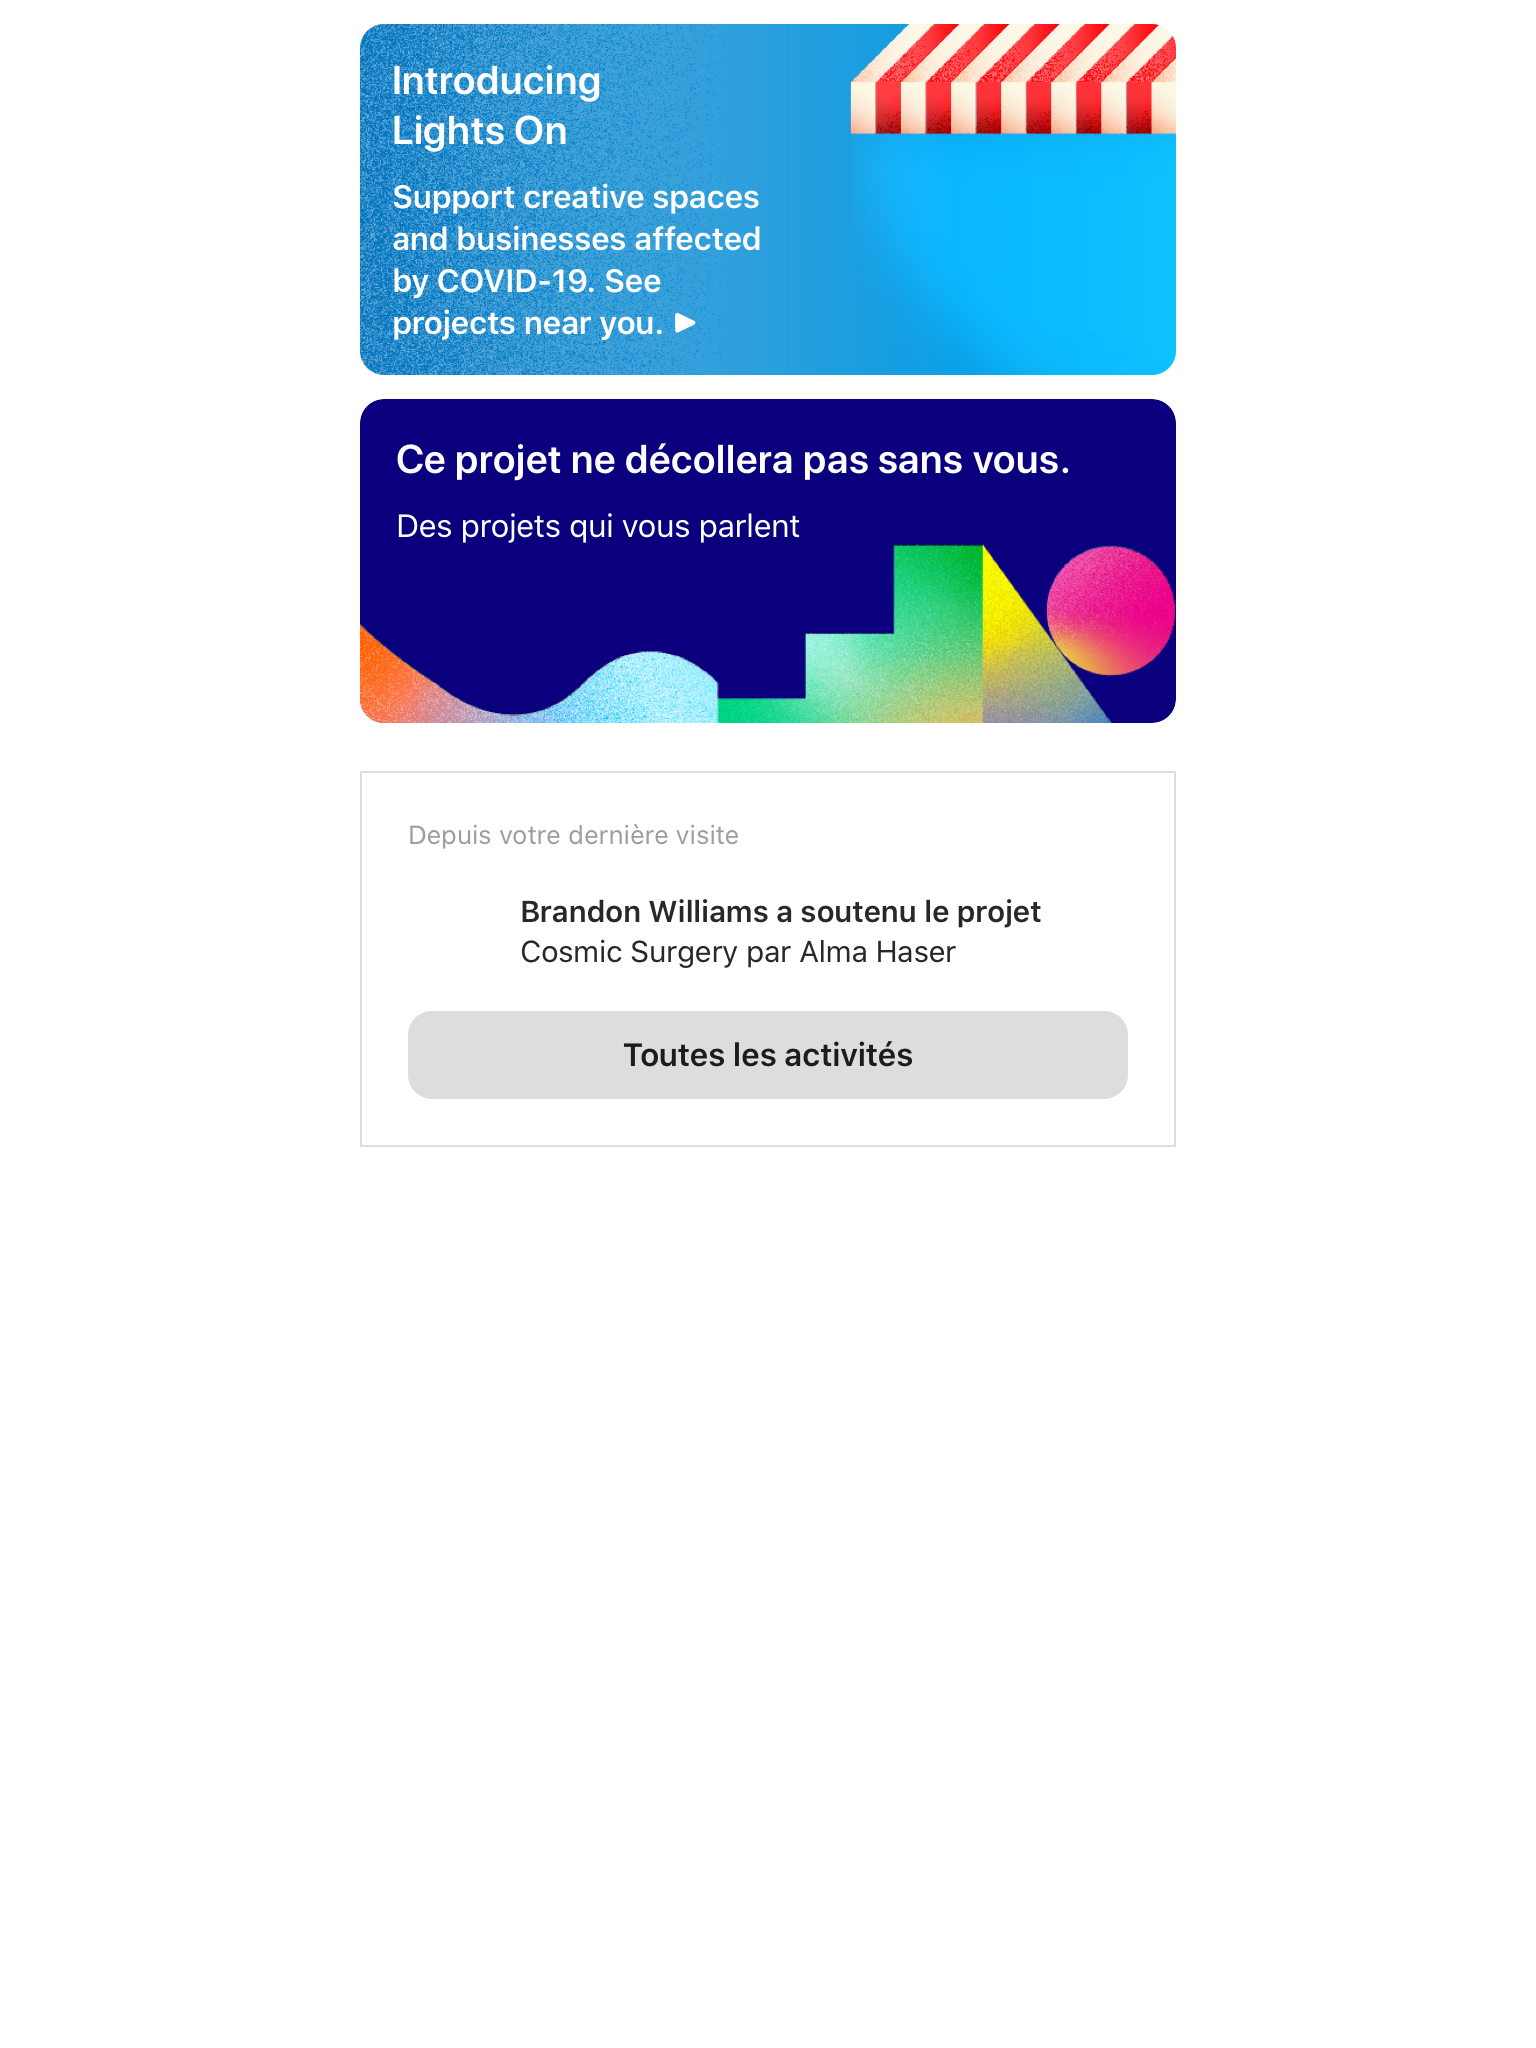 Introducing
Lights On
Support creative spaces
and businesses affected
by COVID-19. See
projects near you.
Ce projet ne décollera pas sans vous.
Des projets qui vous parlent
Depuis votre dernière visite
Brandon Williams a soutenu le projet
Cosmic Surgery par Alma Haser
Toutes les activités